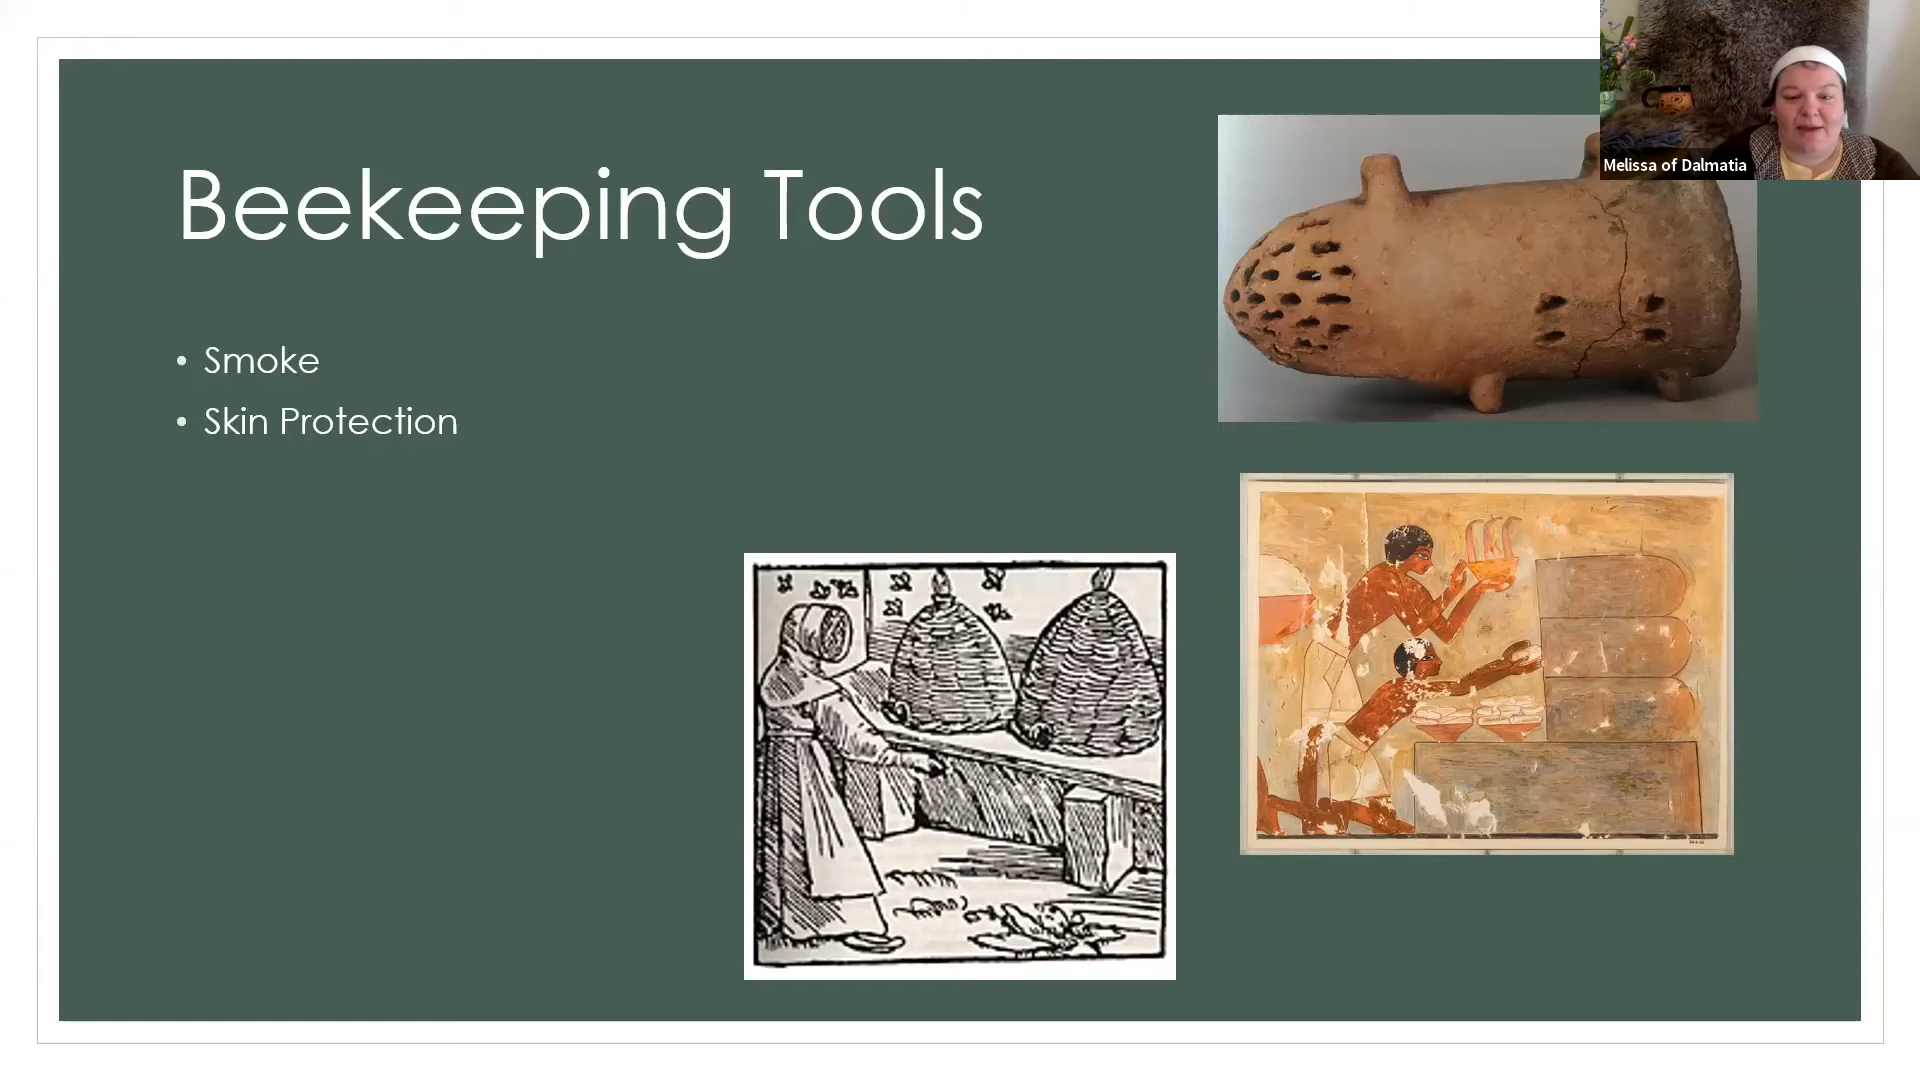 Beekeeping Tools
• Smoke
• Skin Protection
Melissa of Dalmatia